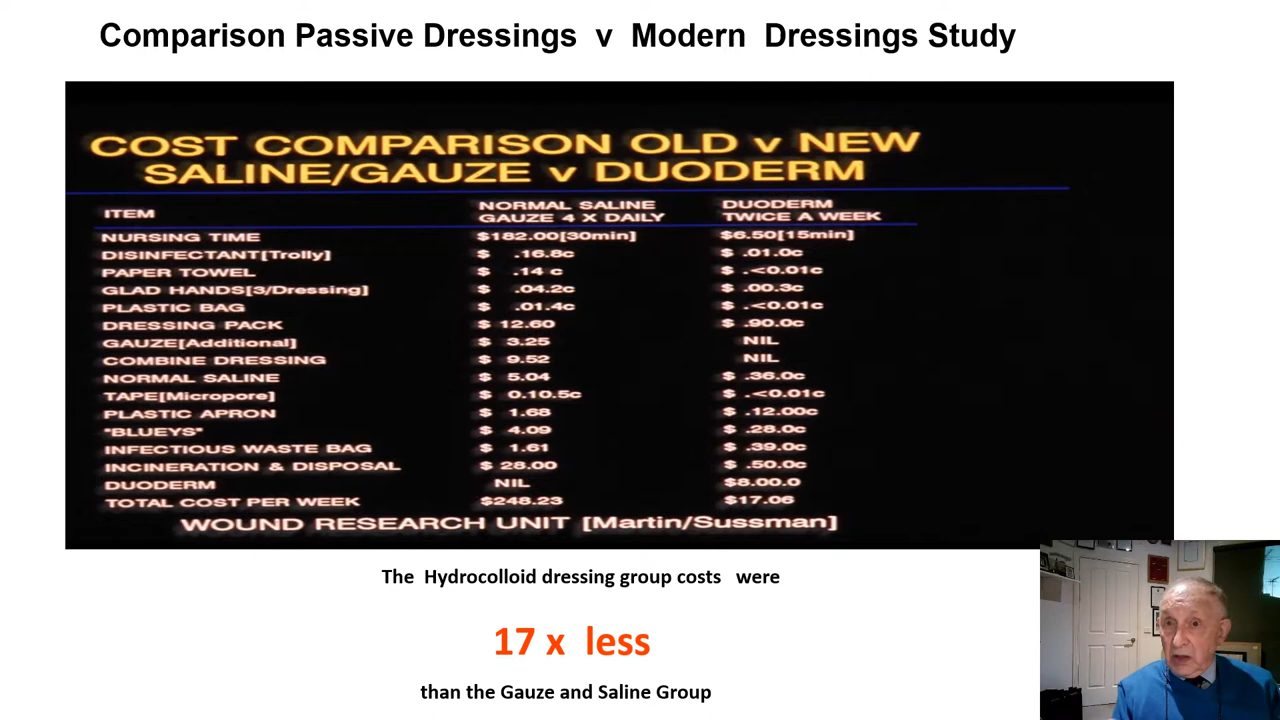 Comparison Passive Dressings v Modern Dressings Study
COST COMPARISON OLD v NEW
SALINE/GAUZE v DUODERM
ITEM NORMAL SALINE GAUZE 4 X DAILY DUODERM TWICE A WEEK
NURSING TIME $182.00[30min] $6.50[15min]
DISINFECTANT[Trolly] $ .16.8c $ .01.0c
PAPER TOWEL $ .14 c $ .<0.01c
GLAD HANDS[3/Dressing] $ .04.2c $ .00.3c
PLASTIC BAG $ .01.4c $ .<0.01c
DRESSING PACK $ 12.60 $ .90.0c
GAUZE[Additional] $ 3.25 NIL
COMBINE DRESSING $ 9.52 NIL
NORMAL SALINE $ 5.04 $ .36.0c
TAPE[Micropore] $ 0.10.5c $ .<0.01c
PLASTIC APRON $ 1.68 $ .12.00c
"BLUEYS" $ 4.09 $ .28.0c
INFECTIOUS WASTE BAG $ 1.61 $ .39.0c
INCINERATION & DISPOSAL $ 28.00 $ .50.0c
DUODERM NIL $8.00.0
TOTAL COST PER WEEK $248.23 $17.06
WOUND RESEARCH UNIT [Martin/Sussman]
The Hydrocolloid dressing group costs were
17 x less
than the Gauze and Saline Group